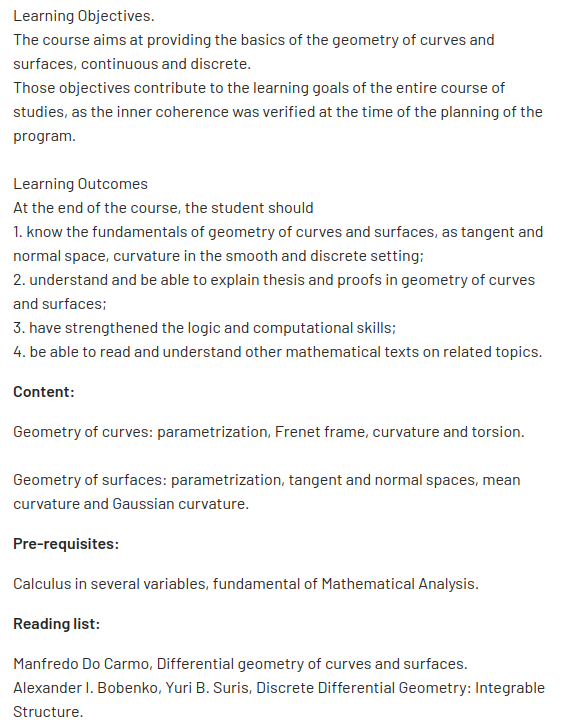 Learning Objectives.
The course aims at providing the basics of the geometry of curves and
surfaces, continuous and discrete.
Those objectives contribute to the learning goals of the entire course of
studies, as the inner coherence was verified at the time of the planning of the
program.
Learning Outcomes
At the end of the course, the student should
1. know the fundamentals of geometry of curves and surfaces, as tangent and
normal space, curvature in the smooth and discrete setting;
2. understand and be able to explain thesis and proofs in geometry of curves
and surfaces;
3. have strengthened the logic and computational skills;
4. be able to read and understand other mathematical texts on related topics.
Content:
Geometry of curves: parametrization, Frenet frame, curvature and torsion.
Geometry of surfaces: parametrization, tangent and normal spaces, mean
curvature and Gaussian curvature.
Pre-requisites:
Calculus in several variables, fundamental of Mathematical Analysis.
Reading list:
Manfredo Do Carmo, Differential geometry of curves and surfaces.
Alexander I. Bobenko, Yuri B. Suris, Discrete Differential Geometry: Integrable
Structure.